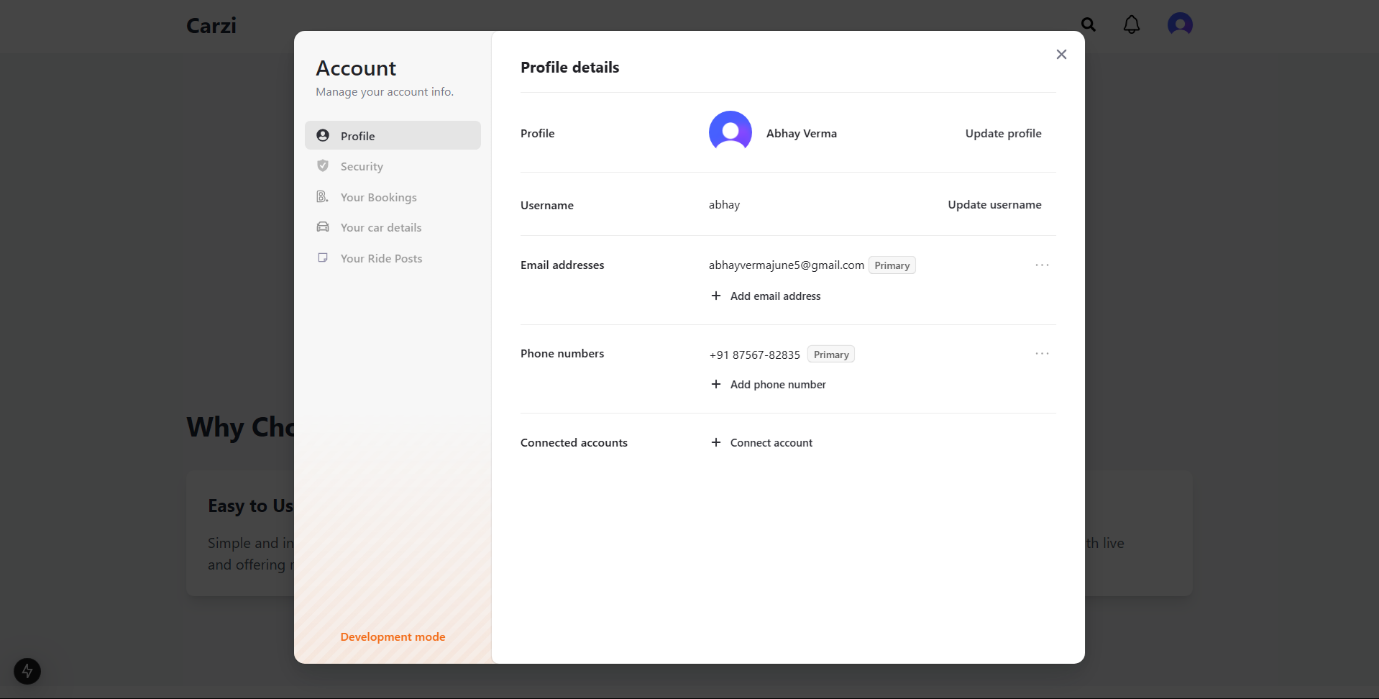 Carzi
Account
Manage your account info.
Profile
Security
Your Bookings
Your car details
Your Ride Posts
Development mode
Profile details
Profile Abhay Verma Update profile
Username abhay Update username
Email addresses abhayvermajune5@gmail.com Primary ...
+ Add email address
Phone numbers +91 87567-82835 Primary ...
+ Add phone number
Connected accounts + Connect account
Why Cho
Easy to Us
Simple and in
th live
and offering